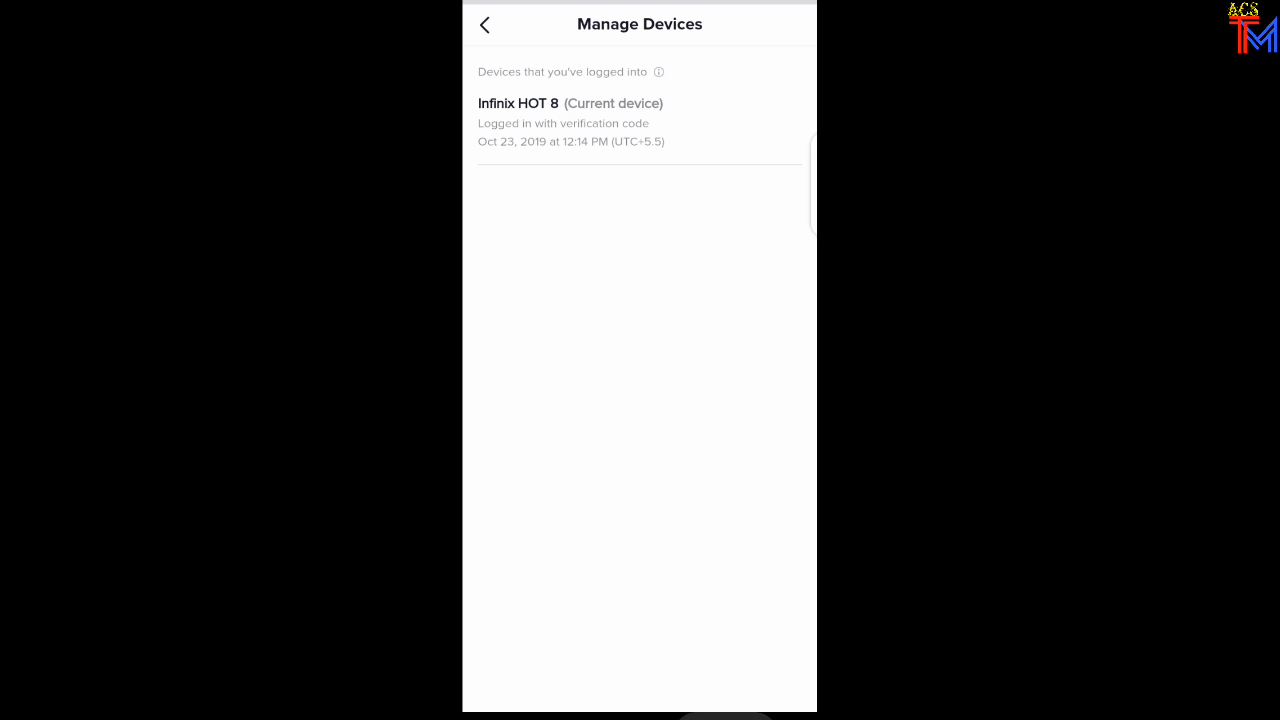 Manage Devices
Devices that you've logged into
Infinix HOT 8 (Current device)
Logged in with verification code
Oct 23, 2019 at 12:14 PM (UTC+5.5)
ACS
TM